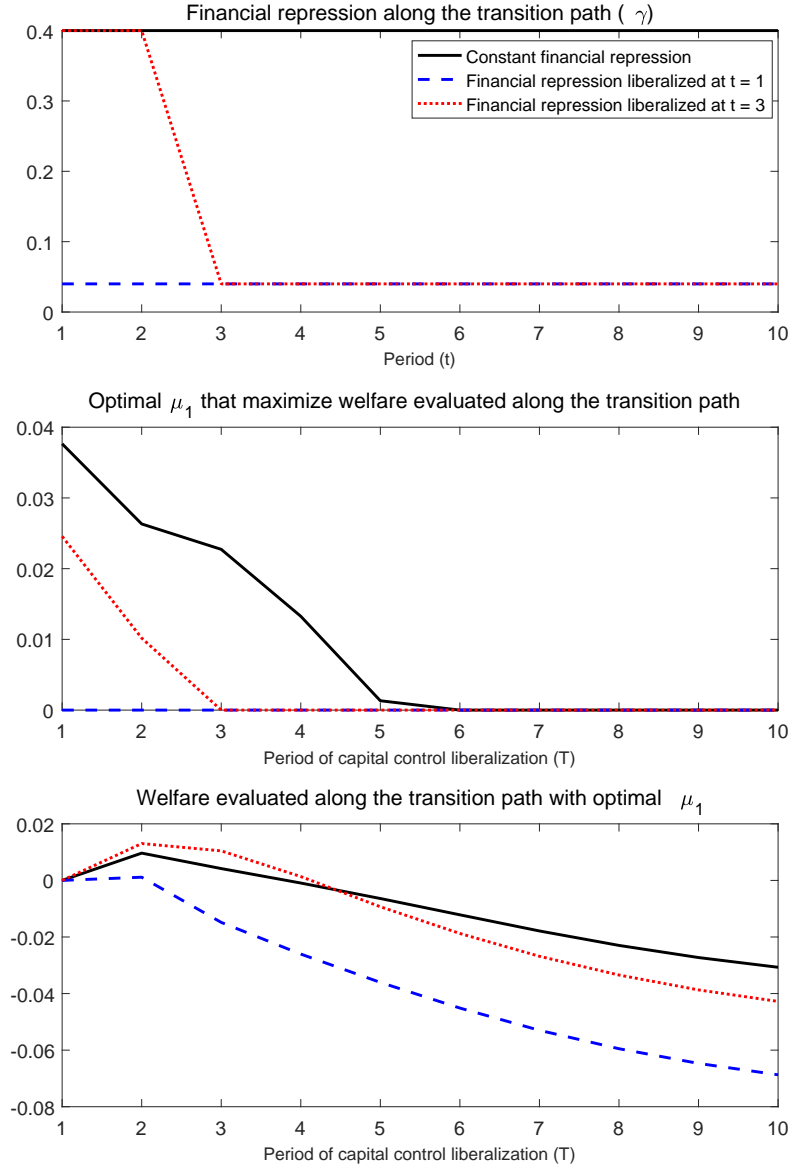 Financial repression along the transition path ( γ)
0.4
0.4
0.3
0.2
0.1
0
Constant financial repression
Financial repression liberalized at t = 1
Financial repression liberalized at t = 3
1 2 3 4 5 6 7 8 9 10
Period (t)
Optimal μ1 that maximize welfare evaluated along the transition path
0.04
0.03
0.02
0.01
0
1 2 3 4 5 6 7 8 9 10
Period of capital control liberalization (T)
Welfare evaluated along the transition path with optimal μ1
0.02
0
-0.02
-0.04
-0.06
-0.08
1 2 3 4 5 6 7 8 9 10
Period of capital control liberalization (T)